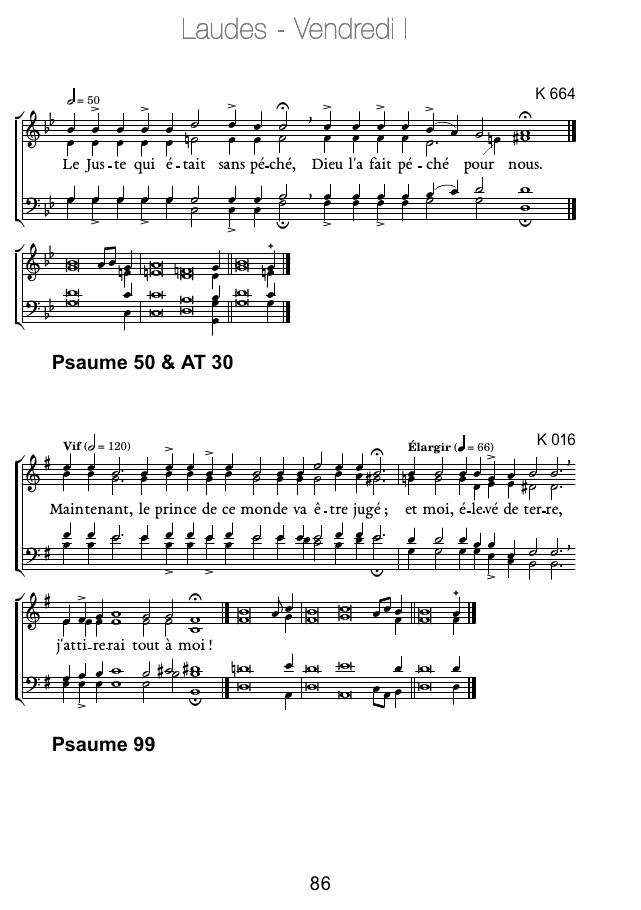 Laudes - Vendredi I
= 50
K 664
Le Jus-te qui é-tait sans pé-ché, Dieu l'a fait pé-ché pour nous.
Psaume 50 & AT 30
Vif (= 120)
Élargir (= 66)
K 016
Maintenant, le prince de ce monde va ê-tre jugé; et moi, é-le-vé de ter-re,
j'atti-re-rai tout à moi !
Psaume 99
86